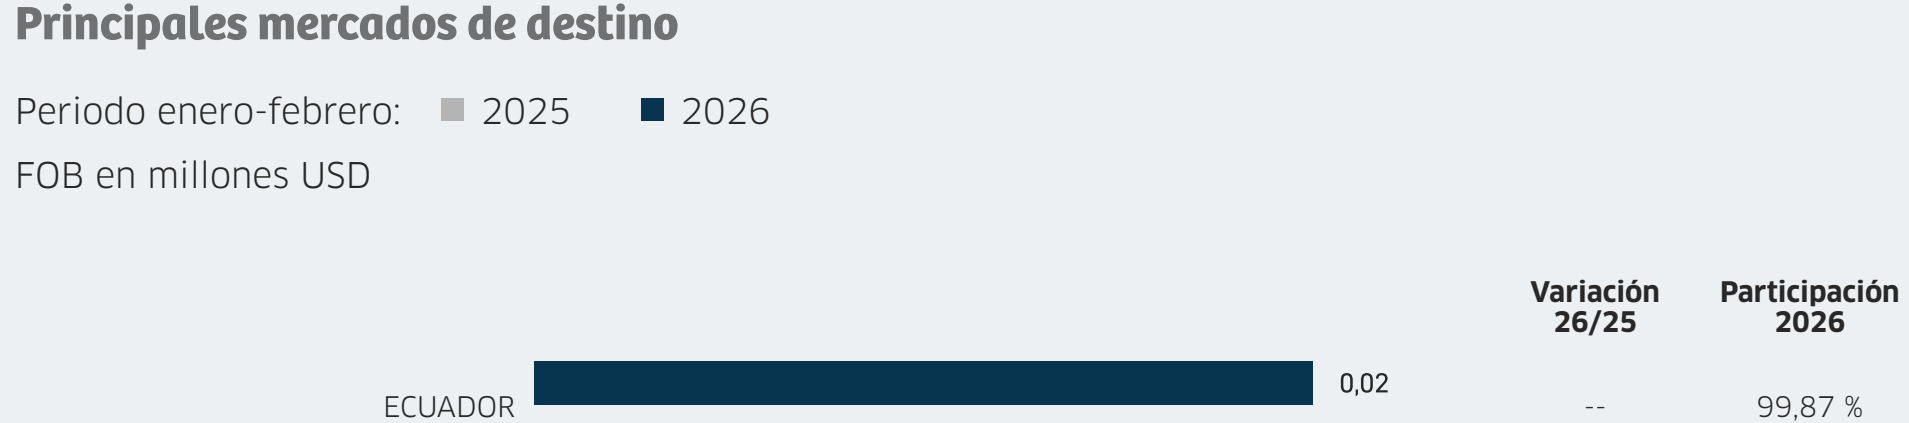 Principales mercados de destino
Periodo enero-febrero: 2025 2026
FOB en millones USD
Variación 26/25
Participación 2026
ECUADOR 0,02 -- 99,87 %